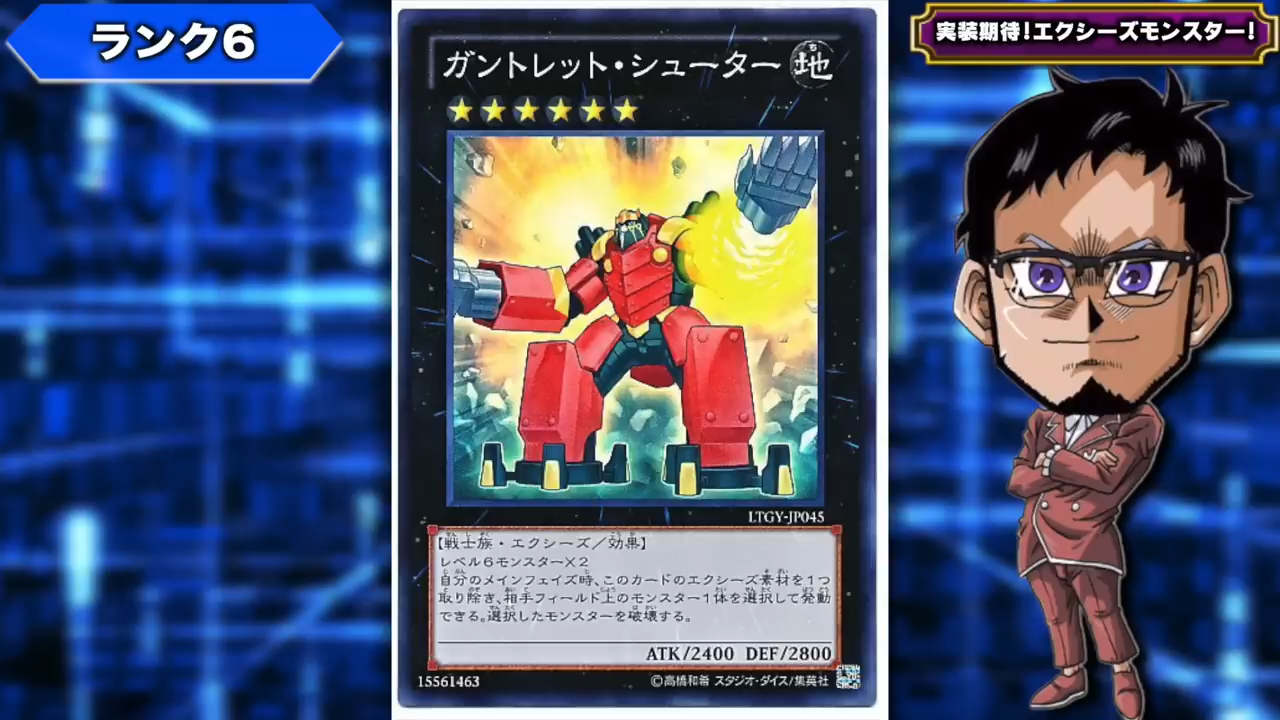 ランク6
実装期待!エクシーズモンスター!
ガントレット・シューター
地
【戦士族・エクシーズ/効果】
レベル6モンスター×2
自分のメインフェイズ時、このカードのエクシーズ素材を1つ
取り除き、相手フィールド上のモンスター1体を選択して発動
できる。選択したモンスターを破壊する。
LTGY-JP045
ATK/2400 DEF/2800
15561463
©高橋和希 スタジオ・ダイス/集英社